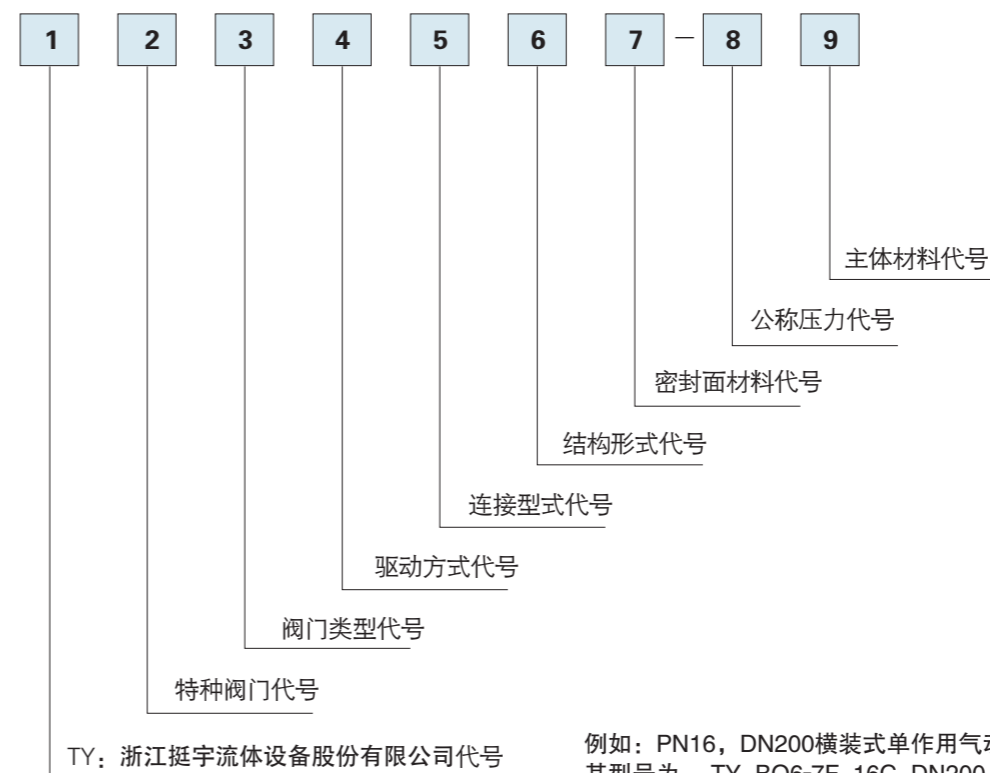 1 2 3 4 5 6 7 － 8 9
主体材料代号
公称压力代号
密封面材料代号
结构形式代号
连接型式代号
驱动方式代号
阀门类型代号
特种阀门代号
TY：浙江挺宇流体设备股份有限公司代号
例如：PN16，DN200横装式单作用气